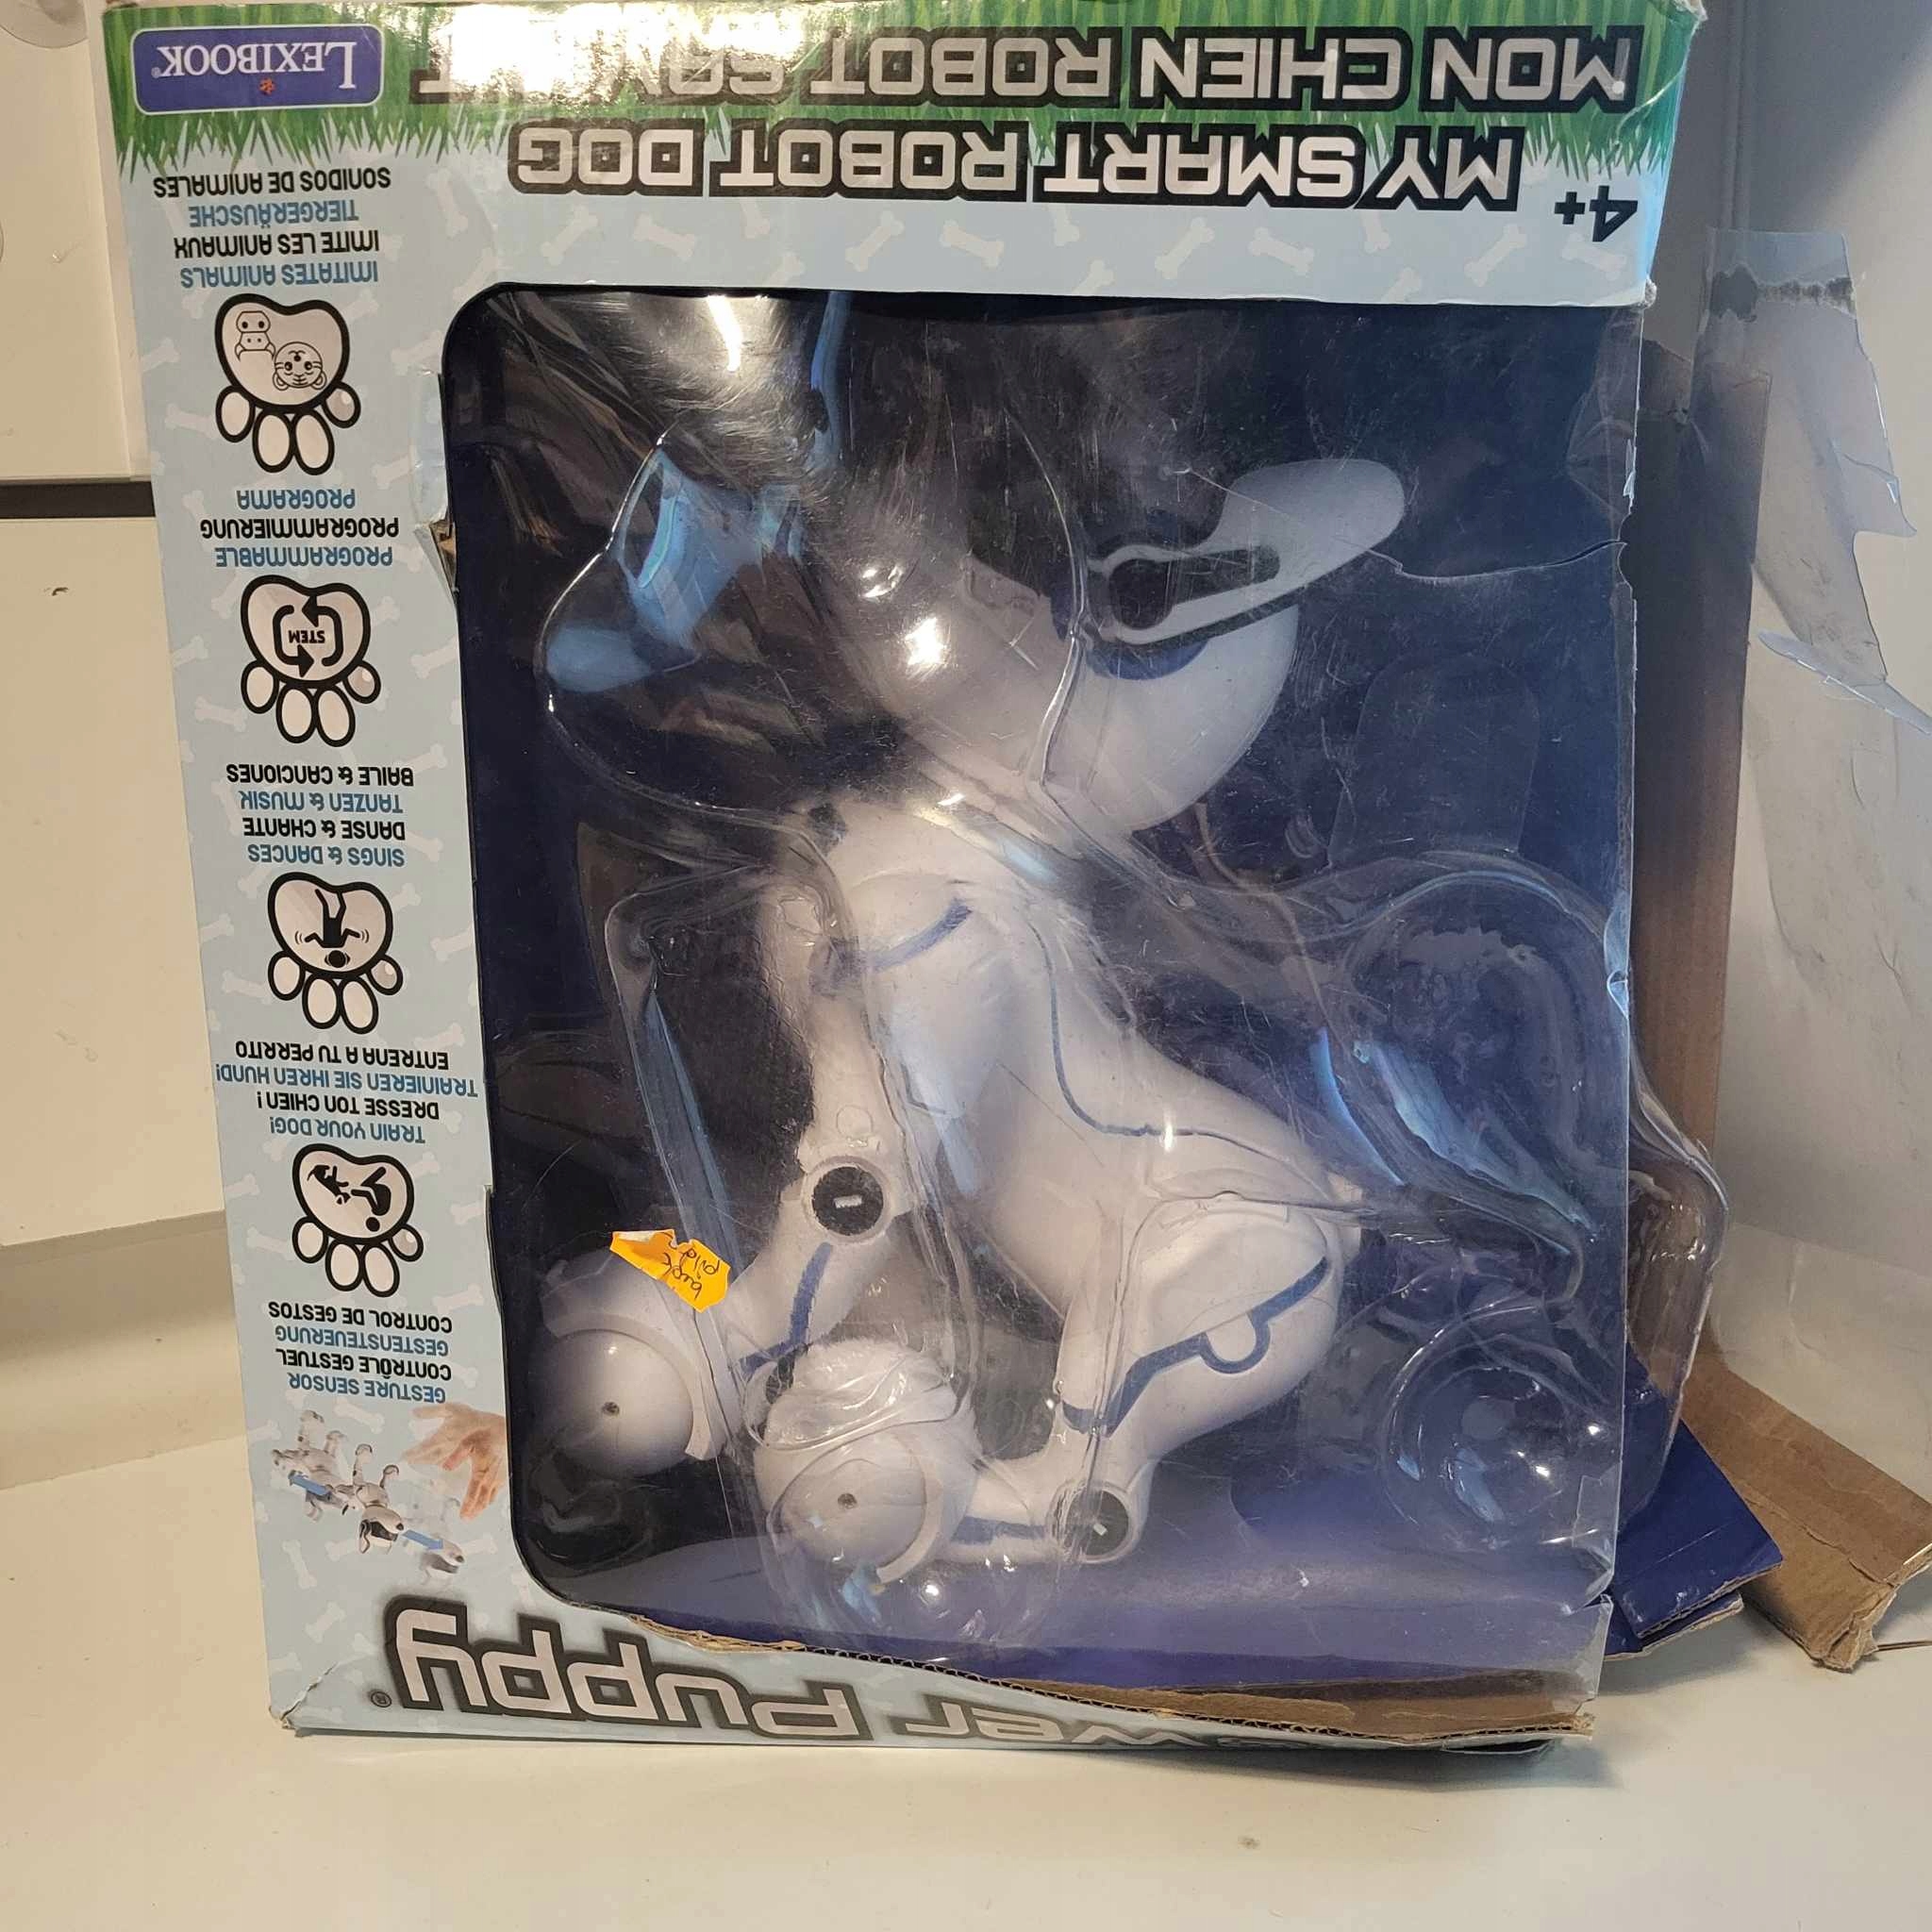 Power Puppy®
GESTURE SENSOR
CONTRÔLE GESTUEL
GESTENSTEUERUNG
CONTROL DE GESTOS
TRAIN YOUR DOG!
DRESSE TON CHIEN !
TRAINIEREN SIE IHREN HUND!
ENTRENA A TU PERRITO
SINGS & DANCES
DANSE & CHANTE
TANZEN & MUSIK
BAILE & CANCIONES
STEM
PROGRAMMABLE
PROGRAMMIERUNG
PROGRAMA
IMITATES ANIMALS
IMITE LES ANIMAUX
TIERGERÄUSCHE
SONIDOS DE ANIMALES
4+
MY SMART ROBOT DOG
MON CHIEN ROBOT SAVANT
LEXIBOOK®